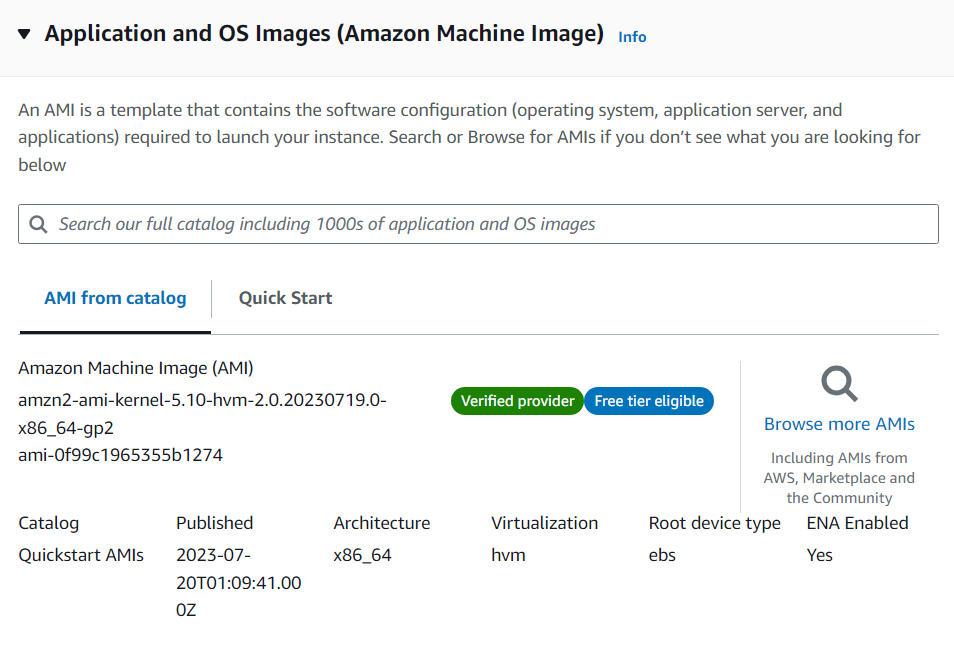 Application and OS Images (Amazon Machine Image) Info
An AMI is a template that contains the software configuration (operating system, application server, and
applications) required to launch your instance. Search or Browse for AMIs if you don’t see what you are looking for
below
Search our full catalog including 1000s of application and OS images
AMI from catalog
Quick Start
Amazon Machine Image (AMI)
amzn2-ami-kernel-5.10-hvm-2.0.20230719.0-
x86_64-gp2
ami-0f99c1965355b1274
Verified provider
Free tier eligible
Browse more AMIs
Including AMIs from
AWS, Marketplace and
the Community
Catalog
Quickstart AMIs
Published
2023-07-
20T01:09:41.00
0Z
Architecture
x86_64
Virtualization
hvm
Root device type
ebs
ENA Enabled
Yes